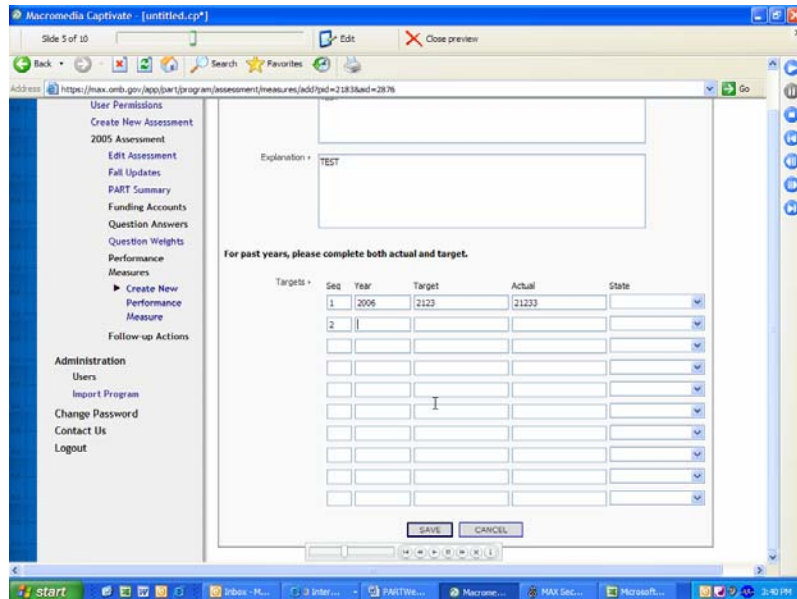 Macromedia Captivate - [untitled.cp*]
Slide 5 of 10
Edit
Close preview
Back
Search
Favorites
Address
https://max.omb.gov/app/part/program/assessment/measures/add?pid=2183&aid=2876
Go
User Permissions
Create New Assessment
2005 Assessment
Edit Assessment
Fall Updates
PART Summary
Funding Accounts
Question Answers
Question Weights
Performance
Measures
Create New
Performance
Measure
Follow-up Actions
Administration
Users
Import Program
Change Password
Contact Us
Logout
Explanation
TEST
For past years, please complete both actual and target.
Targets
Seq Year Target Actual State
1 2006 2123 21233
2
SAVE CANCEL
start
Inbox - M...
3 Inter...
PARTWe...
Macrome...
MAX Sec...
Microsoft...
3:40 PM